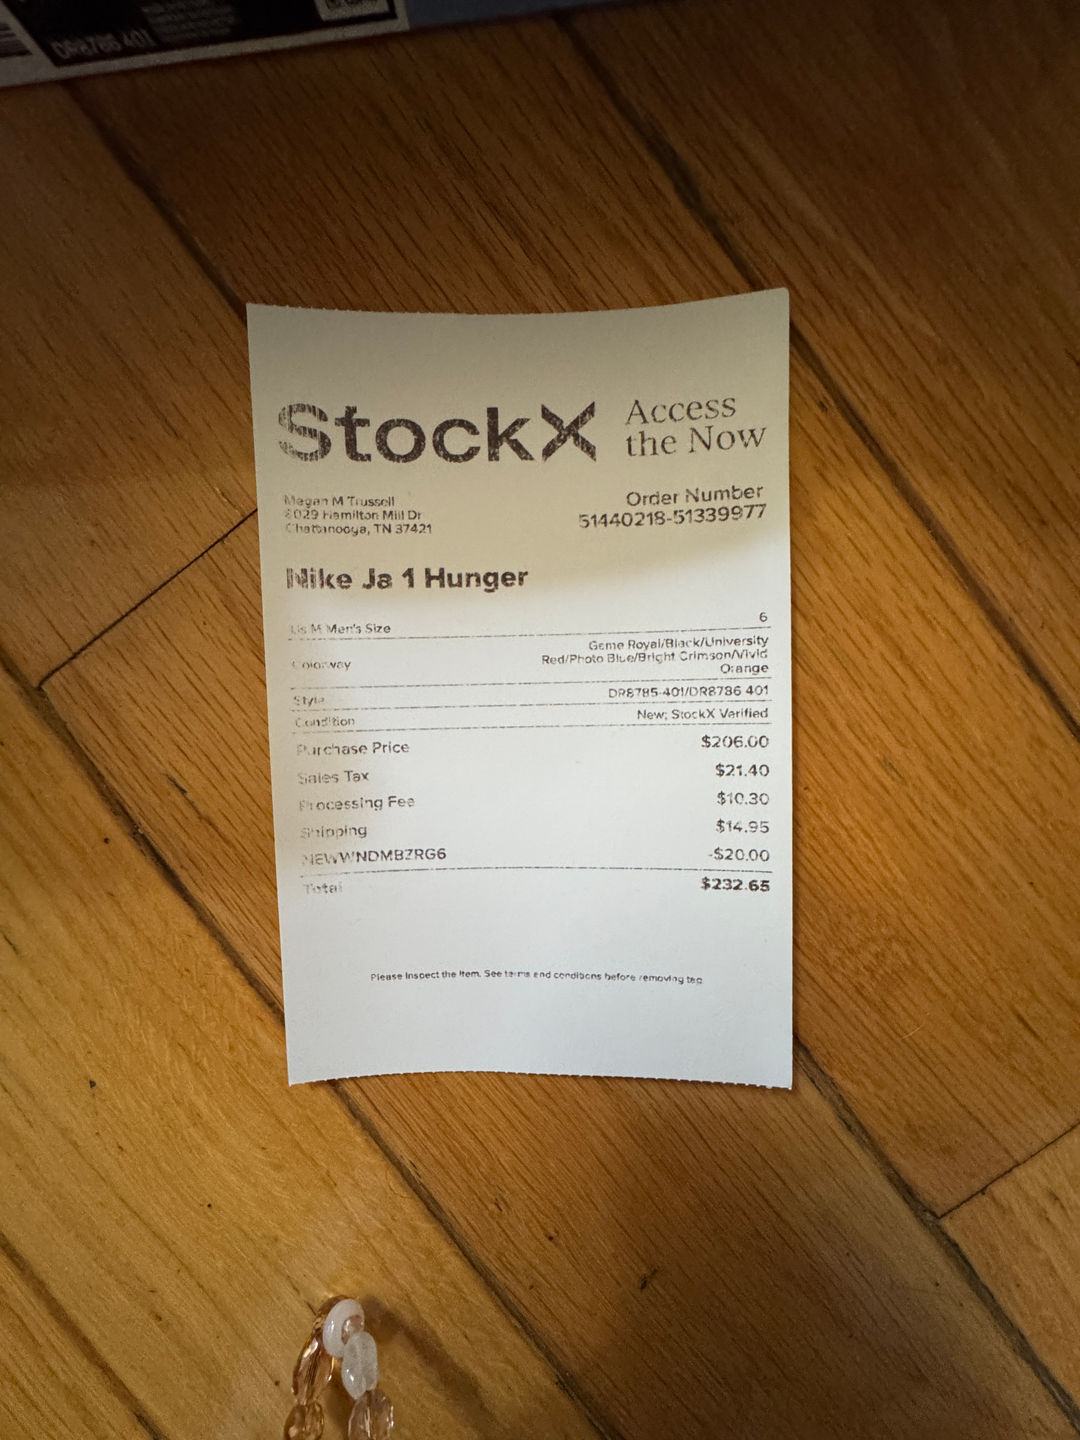 DR8786 401
StockX
Access
the Now
Megan M Trussell
8029 Hamilton Mill Dr
Chattanooga, TN 37421
Order Number
51440218-51339977
Nike Ja 1 Hunger
Us M Men's Size 6
Colorway Game Royal/Black/University
Red/Photo Blue/Bright Crimson/Vivid
Orange
Style DR8785-401/DR8786 401
Condition New; StockX Verified
Purchase Price $206.00
Sales Tax $21.40
Processing Fee $10.30
Shipping $14.95
NEWWNDMBZRG6 -$20.00
Total $232.65
Please Inspect the item. See terms and conditions before removing tag